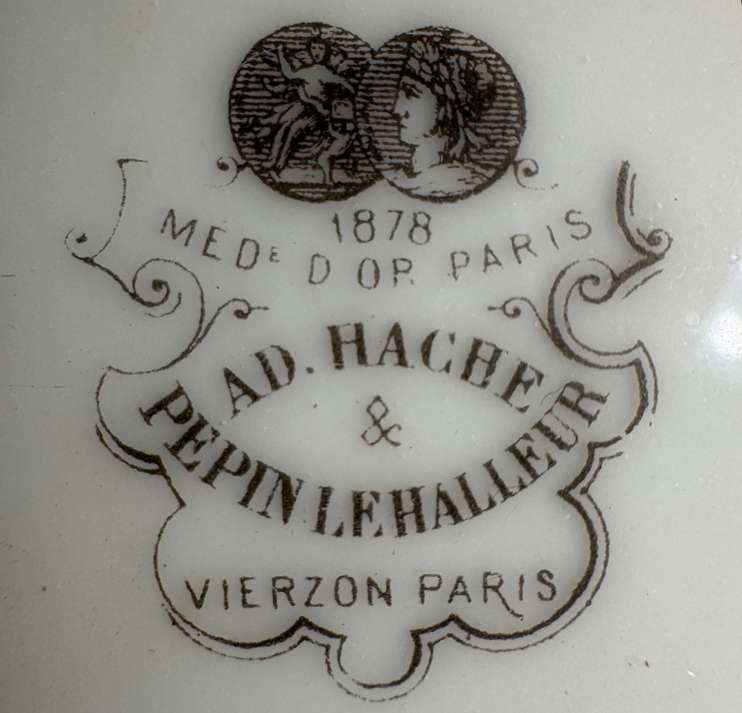 1878
MEDE D'OR PARIS
AD. HACHE
&
PEPIN LEHALLEUR
VIERZON PARIS